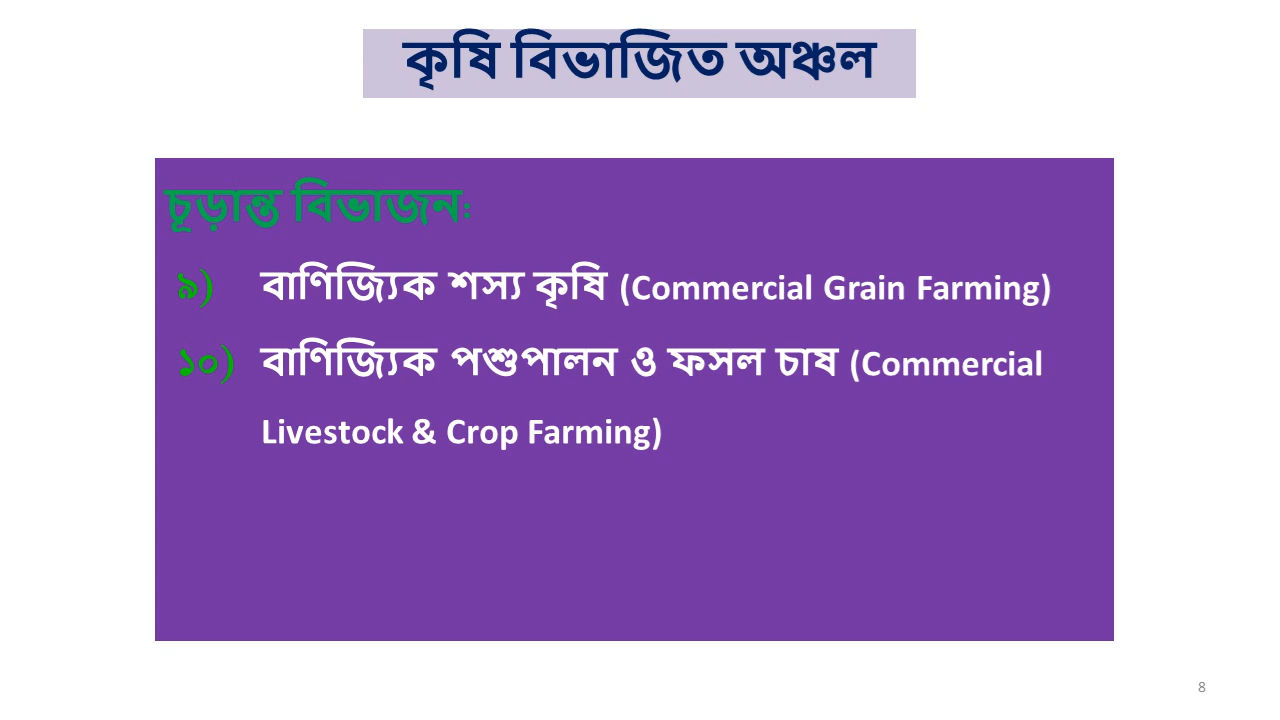 কৃষি বিভাজিত অঞ্চল
চূড়ান্ত বিভাজন:
৯) বাণিজ্যিক শস্য কৃষি (Commercial Grain Farming)
১০) বাণিজ্যিক পশুপালন ও ফসল চাষ (Commercial
Livestock & Crop Farming)
8